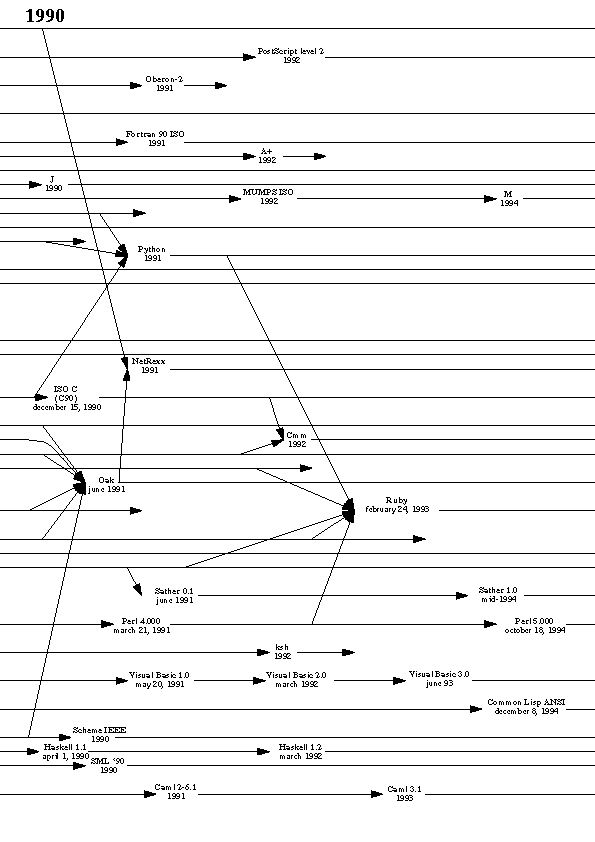 1990
PostScript level 2
1992
Oberon-2
1991
Fortran 90 ISO
1991
A+
1992
J
1990
MUMPS ISO
1992
M
1994
Python
1991
NetRexx
1991
ISO C
(C90)
december 15, 1990
Cmm
1992
Oak
june 1991
Ruby
february 24, 1993
Sather 0.1
june 1991
Sather 1.0
mid-1994
Perl 4.000
march 21, 1991
Perl 5.000
october 18, 1994
ksh
1992
Visual Basic 1.0
may 20, 1991
Visual Basic 2.0
march 1992
Visual Basic 3.0
june 93
Common Lisp ANSI
december 8, 1994
Scheme IEEE
1990
Haskell 1.1
april 1, 1990
Haskell 1.2
march 1992
SML '90
1990
Caml 2-6.1
1991
Caml 3.1
1993